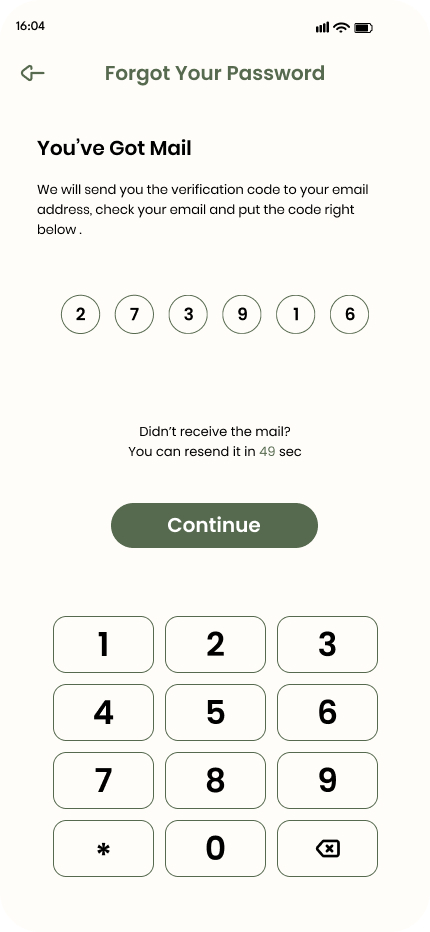 16:04
Forgot Your Password
You’ve Got Mail
We will send you the verification code to your email
address, check your email and put the code right
below .
2 7 3 9 1 6
Didn’t receive the mail?
You can resend it in 49 sec
Continue
1 2 3
4 5 6
7 8 9
* 0